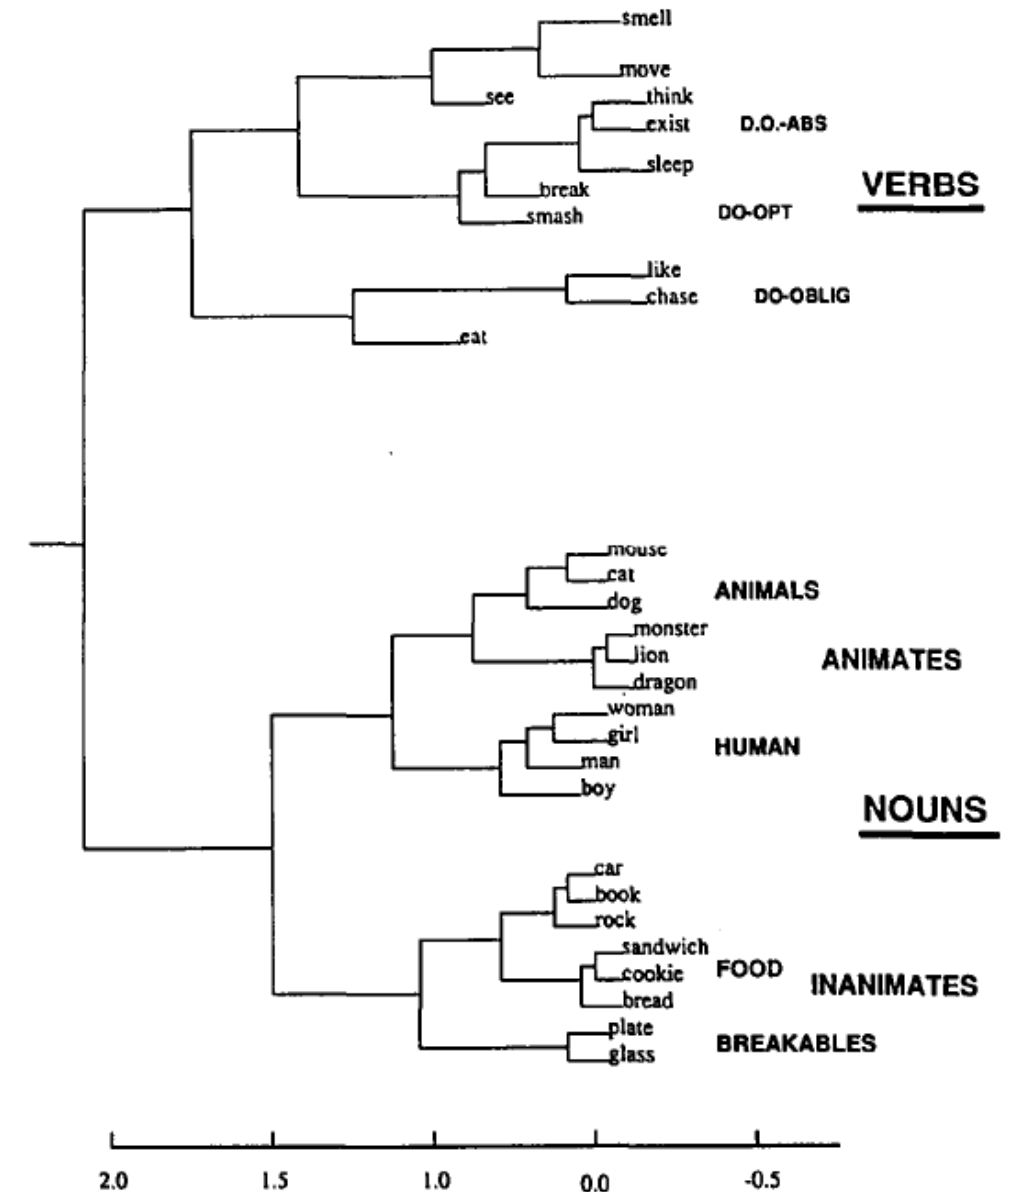 smell
move
see
think
exist D.O.-ABS
sleep
VERBS
break
smash DO-OPT
like
chase DO-OBLIG
eat
mouse
cat
ANIMALS
dog
monster
lion ANIMATES
dragon
woman
girl
HUMAN
man
boy
NOUNS
car
book
rock
sandwich
cookie FOOD INANIMATES
bread
plate
glass BREAKABLES
2.0 1.5 1.0 0.0 -0.5